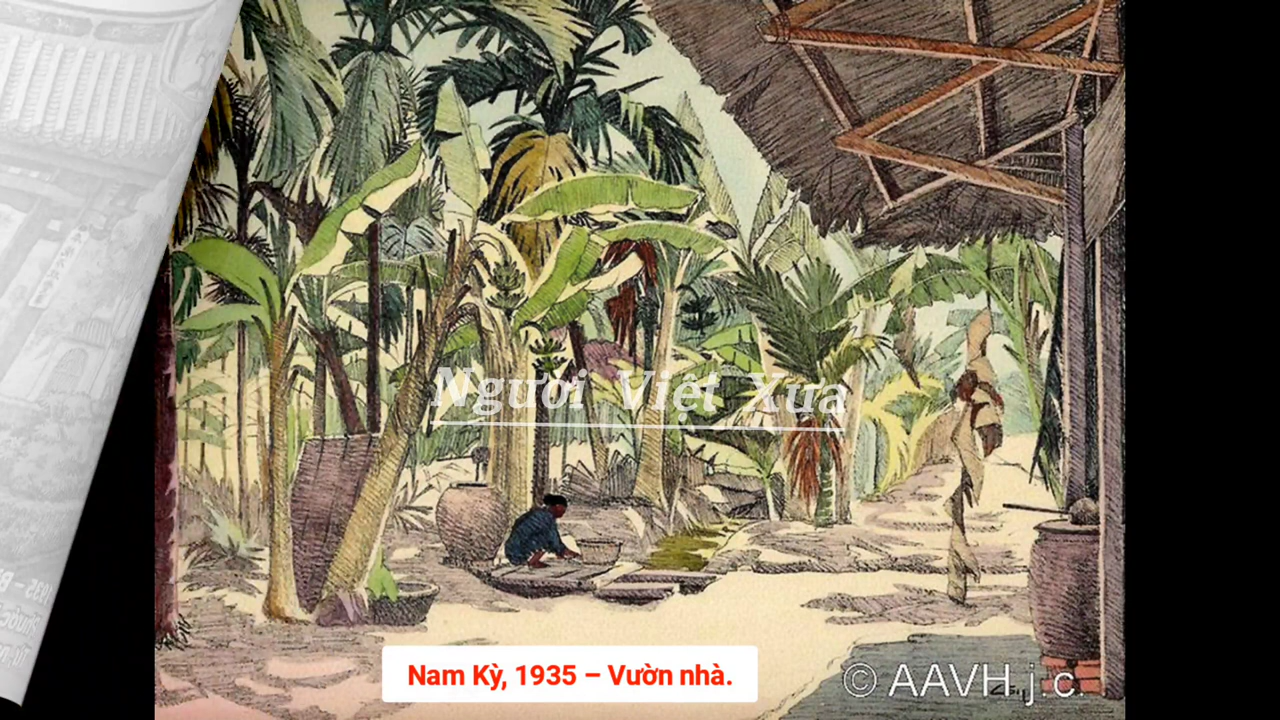 Người Việt Xưa
Nam Kỳ, 1935 – Vườn nhà.
© AAVH.j.c.